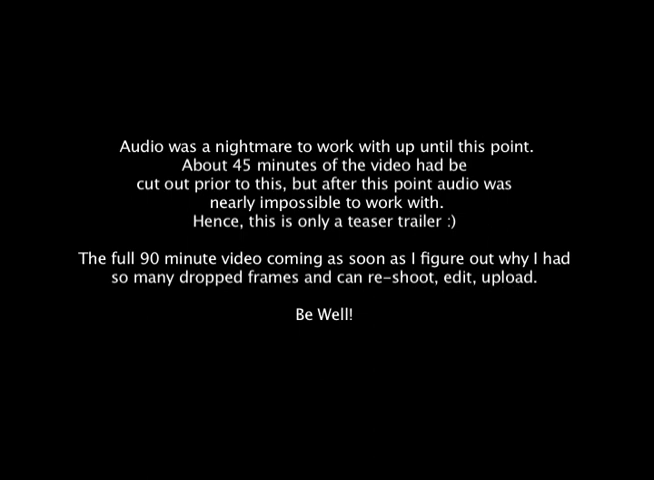 Audio was a nightmare to work with up until this point.
About 45 minutes of the video had be
cut out prior to this, but after this point audio was
nearly impossible to work with.
Hence, this is only a teaser trailer :)
The full 90 minute video coming as soon as I figure out why I had
so many dropped frames and can re-shoot, edit, upload.
Be Well!